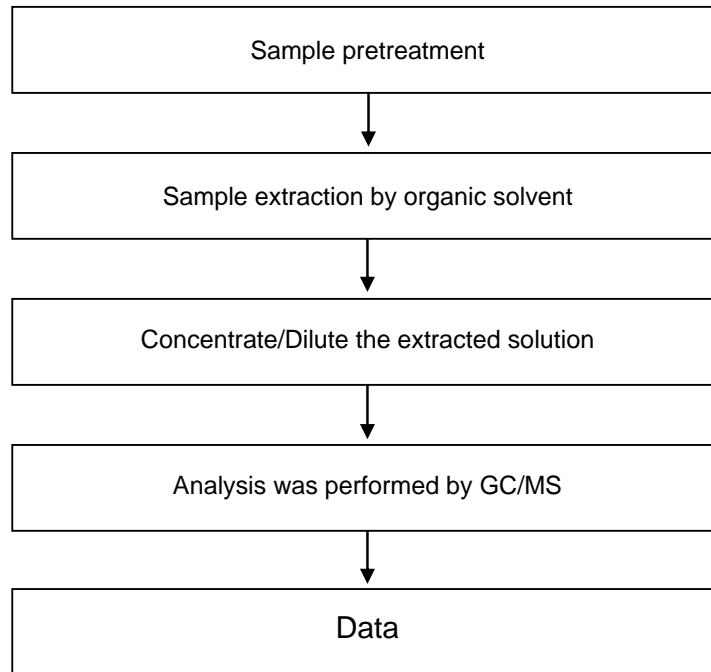 Sample pretreatment
Sample extraction by organic solvent
Concentrate/Dilute the extracted solution
Analysis was performed by GC/MS
Data